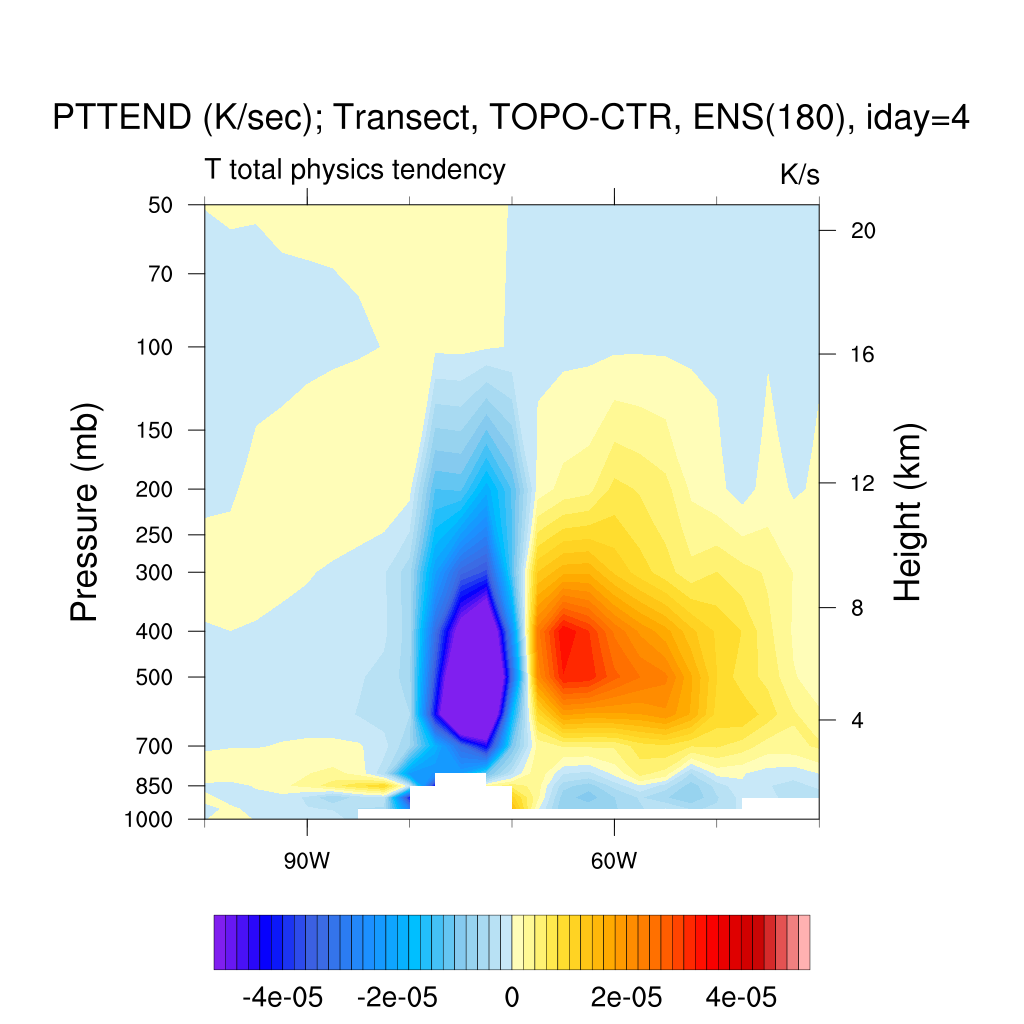 PTTEND (K/sec); Transect, TOPO-CTR, ENS(180), iday=4
T total physics tendency
K/s
50
70
100
150
200
250
300
400
500
700
850
1000
Pressure (mb)
20
16
12
8
4
Height (km)
90W 60W
-4e-05 -2e-05 0 2e-05 4e-05